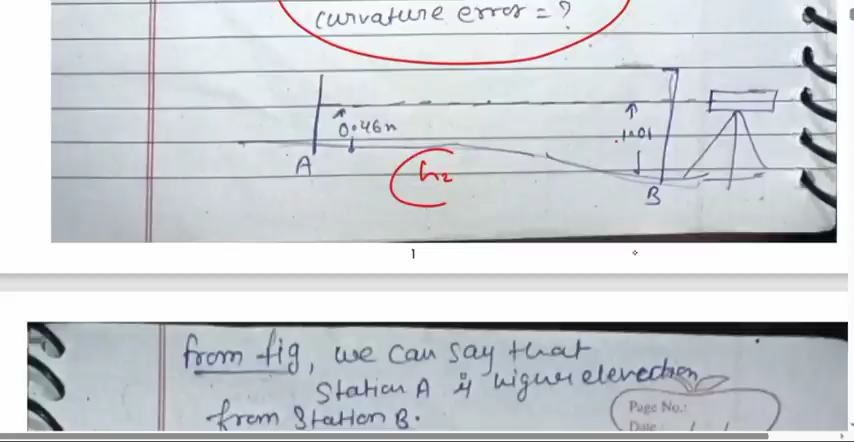 curvature error = ?
0.46m
1.01
A
h2
B
1
from fig, we can say that
Station A is higher elevection
from Station B.
Page No.:
Date